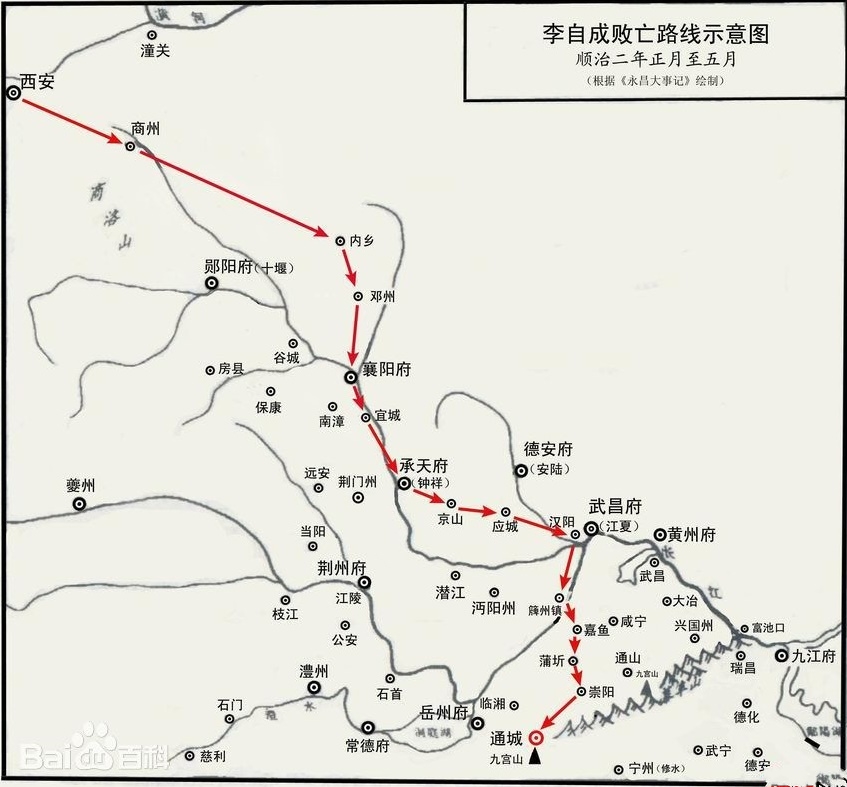 李自成败亡路线示意图
顺治二年正月至五月
（根据《永昌大事记》绘制）
黄河
潼关
西安
商州
商洛山
内乡
郧阳府（十堰）
邓州
谷城
襄阳府
房县
保康
南漳
宜城
德安府
（安陆）
承天府
（钟祥）
远安
荆门州
夔州
京山
应城
汉阳
武昌府
（江夏）
黄州府
当阳
长江
武昌
荆州府
江陵
潜江
沔阳州
枝江
大冶
嘉鱼
咸宁
兴国州
富池口
公安
蒲圻
通山
九宫山
瑞昌
九江府
澧州
石首
崇阳
石门
澧水
临湘
岳州府
德化
常德府
洞庭湖
通城
九宫山
慈利
武宁
德安
宁州（修水）
Baidu百科